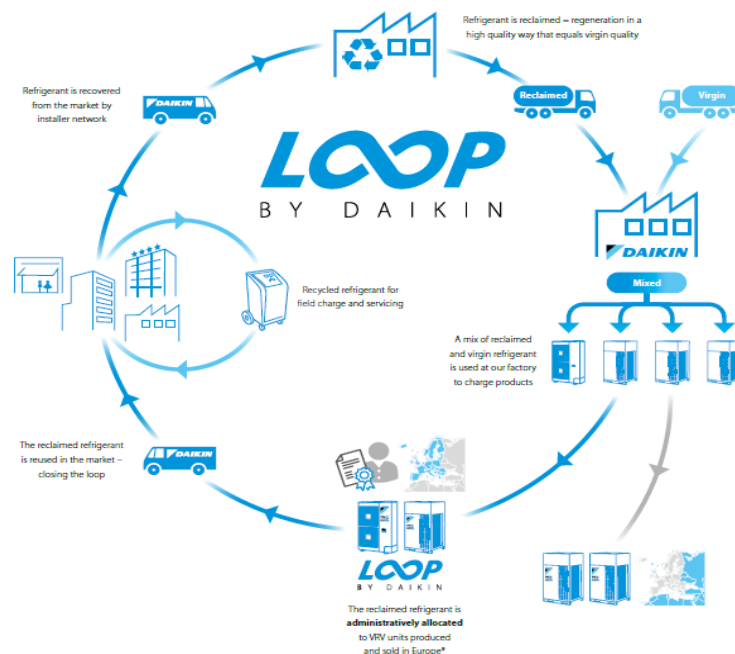 Refrigerant is reclaimed – regeneration in a
high quality way that equals virgin quality
Refrigerant is recovered
from the market by
installer network
DAIKIN
Reclaimed
Virgin
LOOP
BY DAIKIN
DAIKIN
Mixed
Recycled refrigerant for
field charge and servicing
A mix of reclaimed
and virgin refrigerant
is used at our factory
to charge products
The reclaimed refrigerant
is reused in the market –
closing the loop
DAIKIN
LOOP
BY DAIKIN
The reclaimed refrigerant is
administratively allocated
to VRV units produced
and sold in Europe*